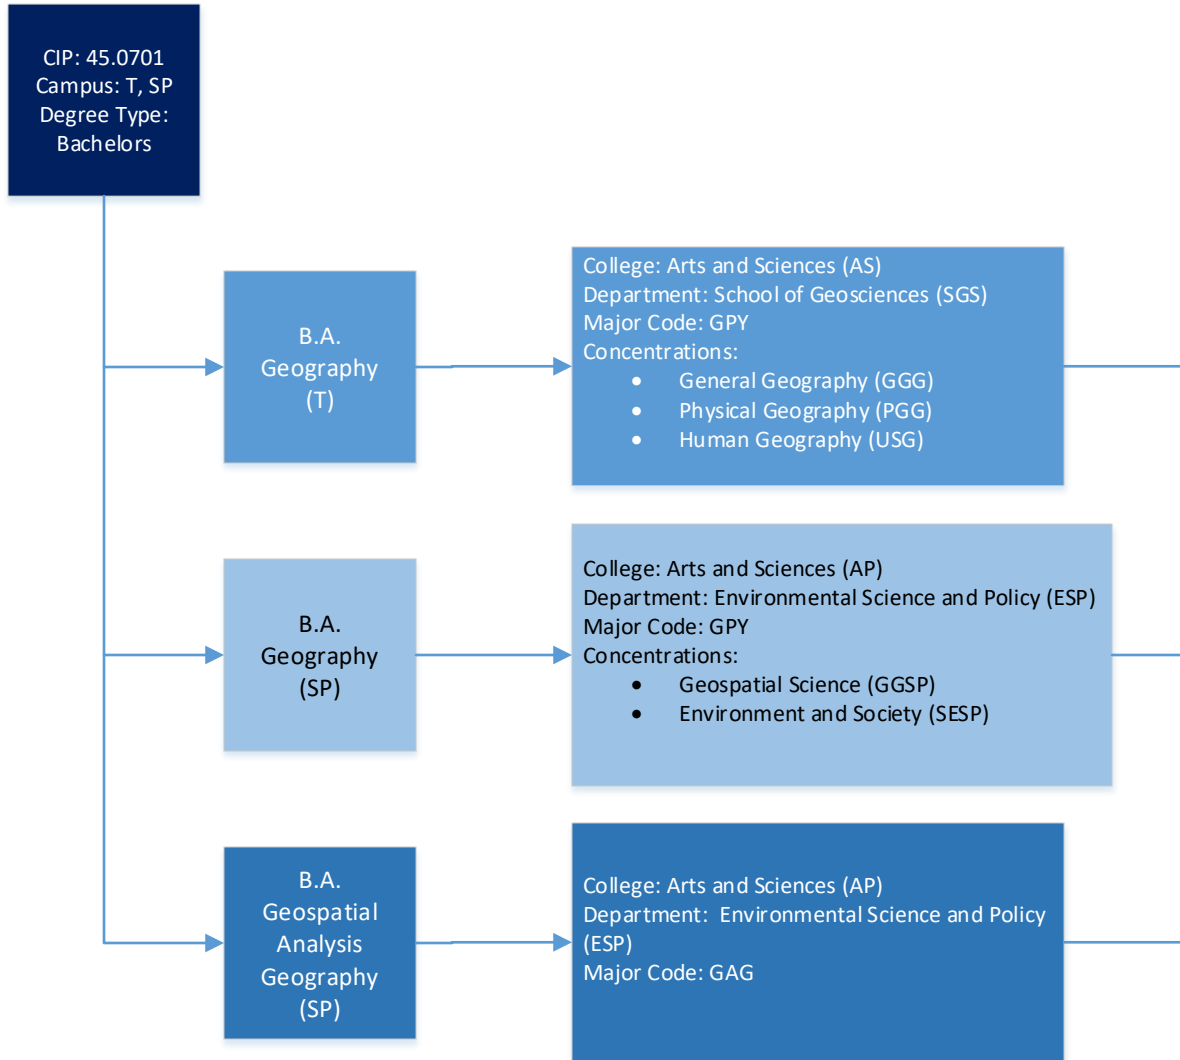 CIP: 45.0701
Campus: T, SP
Degree Type:
Bachelors
B.A.
Geography
(T)
College: Arts and Sciences (AS)
Department: School of Geosciences (SGS)
Major Code: GPY
Concentrations:
• General Geography (GGG)
• Physical Geography (PGG)
• Human Geography (USG)
B.A.
Geography
(SP)
College: Arts and Sciences (AP)
Department: Environmental Science and Policy (ESP)
Major Code: GPY
Concentrations:
• Geospatial Science (GGSP)
• Environment and Society (SESP)
B.A.
Geospatial
Analysis
Geography
(SP)
College: Arts and Sciences (AP)
Department:  Environmental Science and Policy
(ESP)
Major Code: GAG